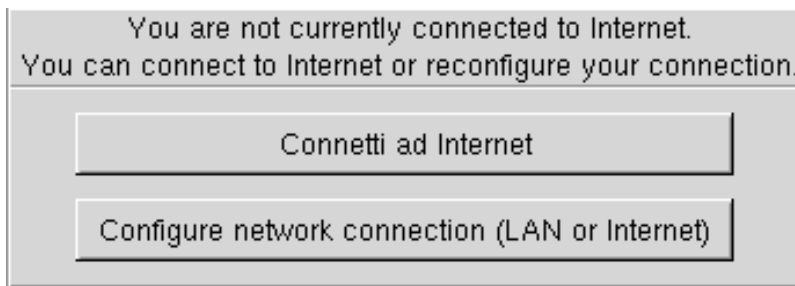 You are not currently connected to Internet.
You can connect to Internet or reconfigure your connection.
Connetti ad Internet
Configure network connection (LAN or Internet)